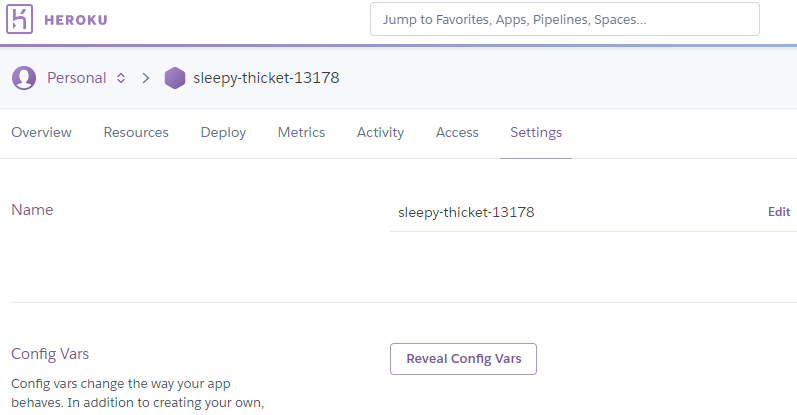 HEROKU
Jump to Favorites, Apps, Pipelines, Spaces...
Personal sleepy-thicket-13178
Overview Resources Deploy Metrics Activity Access Settings
Name
sleepy-thicket-13178 Edit
Config Vars
Reveal Config Vars
Config vars change the way your app
behaves. In addition to creating your own,